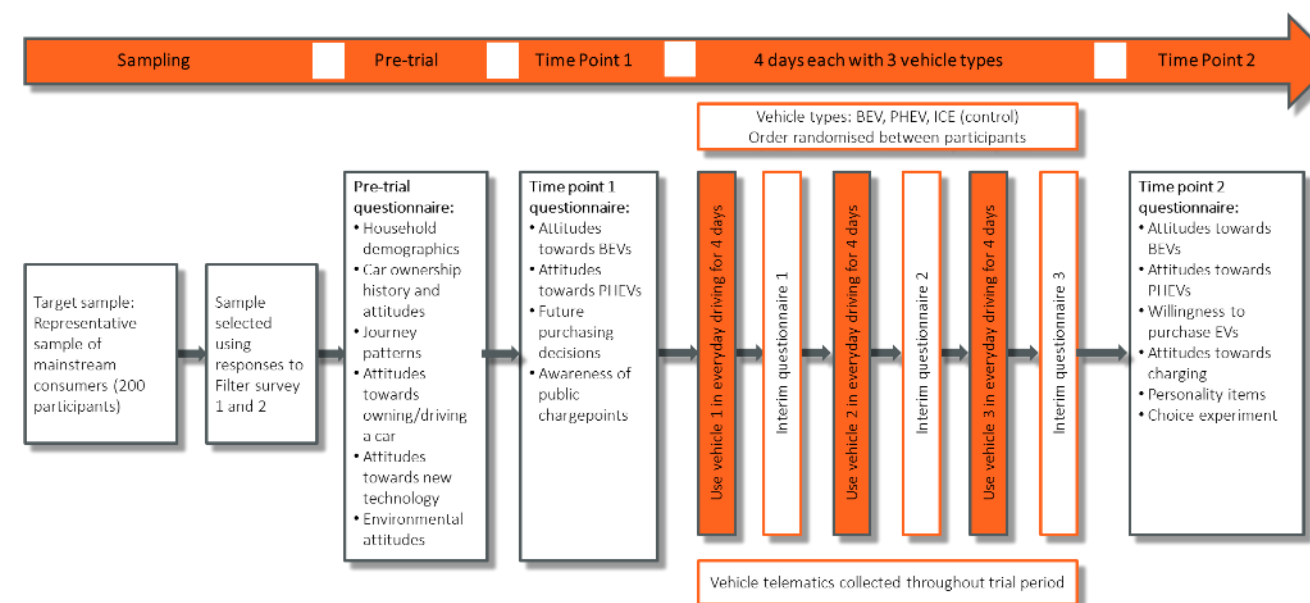 Sampling
Pre-trial
Time Point 1
4 days each with 3 vehicle types
Time Point 2
Vehicle types: BEV, PHEV, ICE (control)
Order randomised between participants
Target sample:
Representative
sample of
mainstream
consumers (200
participants)
Sample
selected
using
responses to
Filter survey
1 and 2
Pre-trial
questionnaire:
• Household
demographics
• Car ownership
history and
attitudes
• Journey
patterns
• Attitudes
towards
owning/driving
a car
• Attitudes
towards new
technology
• Environmental
attitudes
Time point 1
questionnaire:
• Attitudes
towards BEVs
• Attitudes
towards PHEVs
• Future
purchasing
decisions
• Awareness of
public
chargepoints
Use vehicle 1 in everyday driving for 4 days
Interim questionnaire 1
Use vehicle 2 in everyday driving for 4 days
Interim questionnaire 2
Use vehicle 3 in everyday driving for 4 days
Interim questionnaire 3
Time point 2
questionnaire:
• Attitudes towards
BEVs
• Attitudes towards
PHEVs
• Willingness to
purchase EVs
• Attitudes towards
charging
• Personality items
• Choice experiment
Vehicle telematics collected throughout trial period